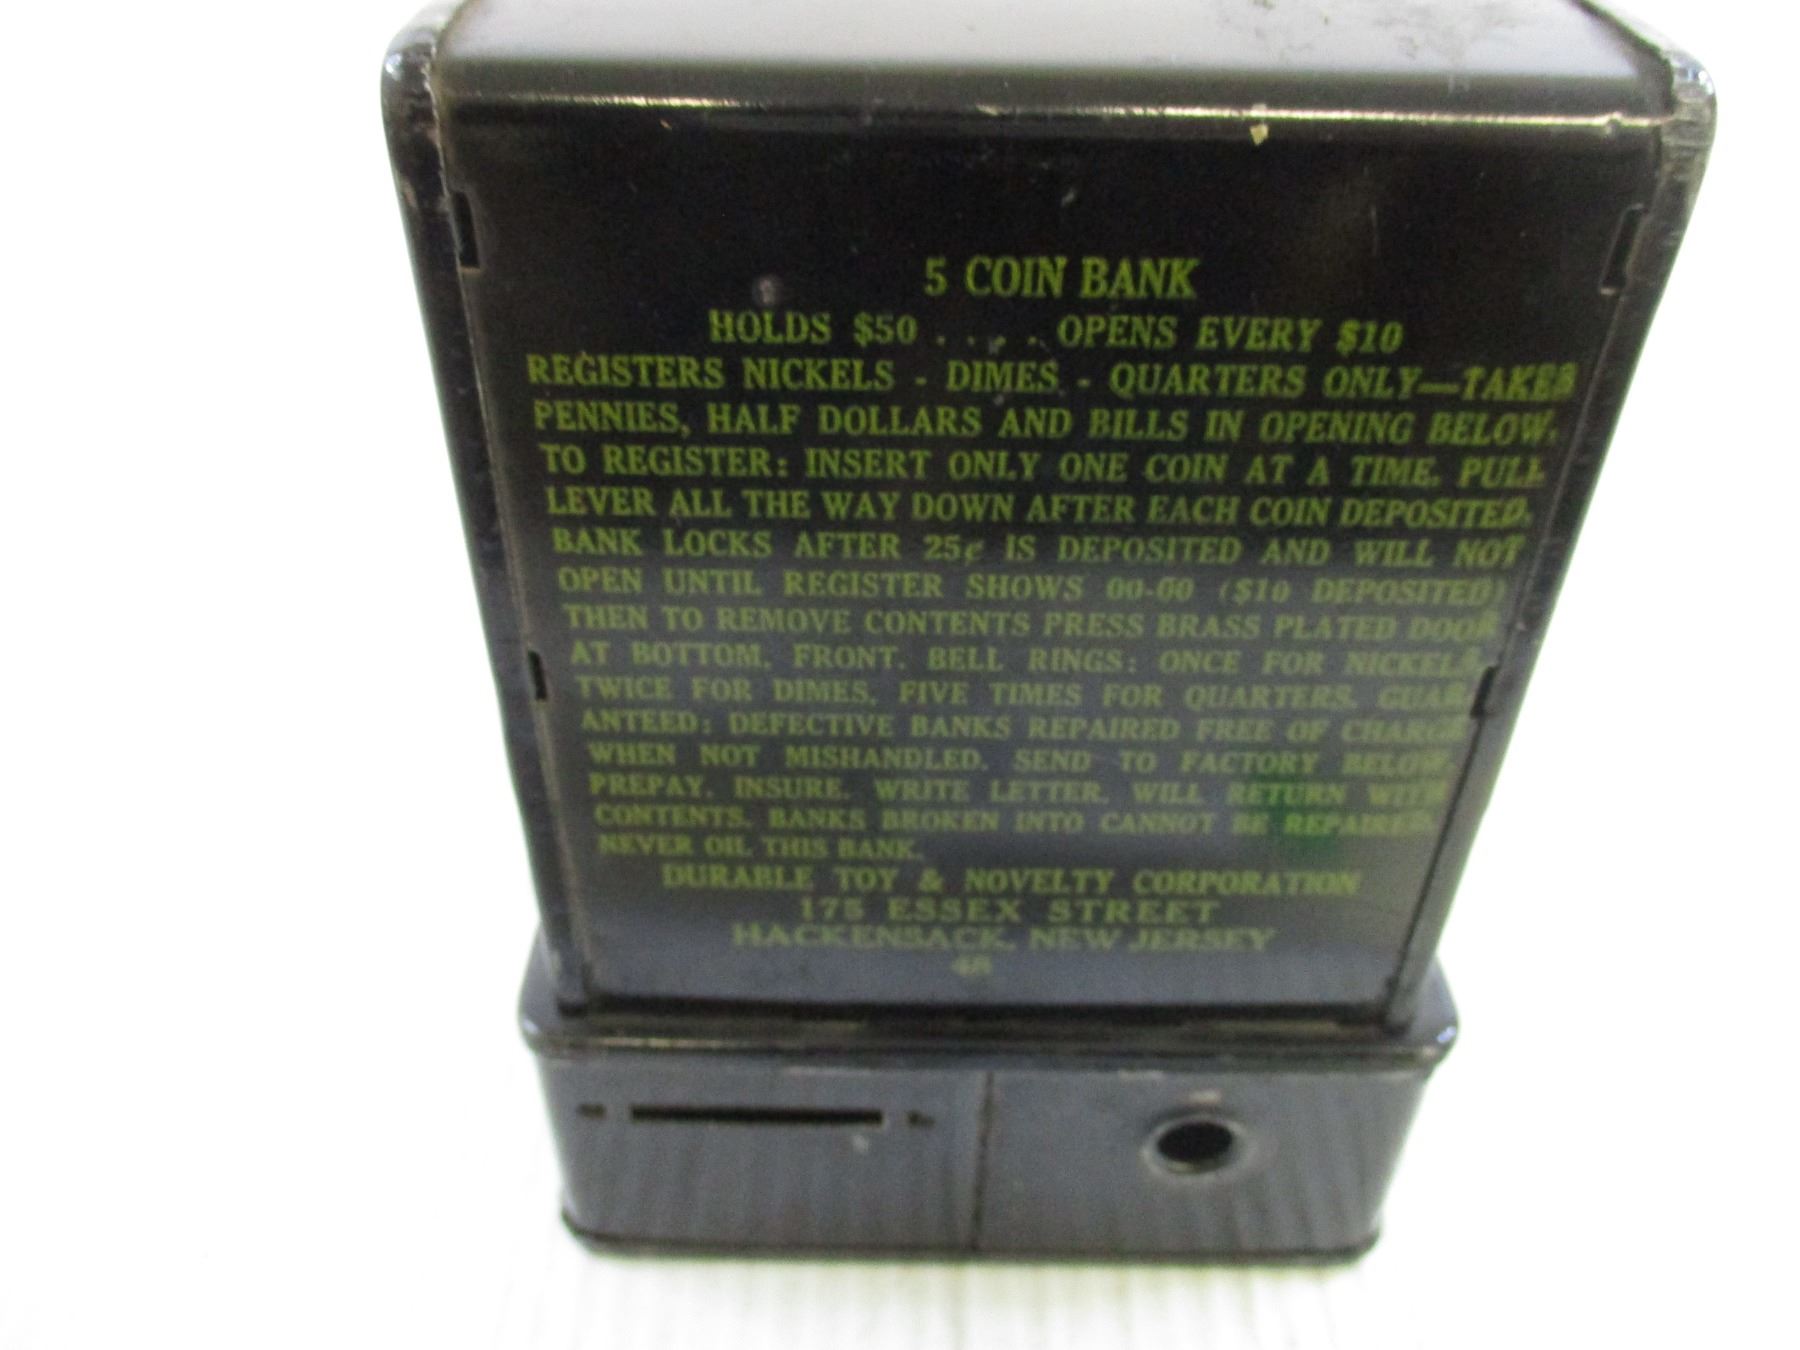 5 COIN BANK
HOLDS $50 . . . . OPENS EVERY $10
REGISTERS NICKELS - DIMES - QUARTERS ONLY—TAKES
PENNIES, HALF DOLLARS AND BILLS IN OPENING BELOW.
TO REGISTER: INSERT ONLY ONE COIN AT A TIME. PULL
LEVER ALL THE WAY DOWN AFTER EACH COIN DEPOSITED.
BANK LOCKS AFTER 25¢ IS DEPOSITED AND WILL NOT
OPEN UNTIL REGISTER SHOWS 00-00 ($10 DEPOSITED)
THEN TO REMOVE CONTENTS PRESS BRASS PLATED DOOR
AT BOTTOM, FRONT. BELL RINGS: ONCE FOR NICKELS,
TWICE FOR DIMES, FIVE TIMES FOR QUARTERS. GUAR-
ANTEED: DEFECTIVE BANKS REPAIRED FREE OF CHARGE
WHEN NOT MISHANDLED. SEND TO FACTORY BELOW.
PREPAY. INSURE. WRITE LETTER. WILL RETURN WITH
CONTENTS. BANKS BROKEN INTO CANNOT BE REPAIRED.
NEVER OIL THIS BANK.
DURABLE TOY & NOVELTY CORPORATION
175 ESSEX STREET
HACKENSACK, NEW JERSEY